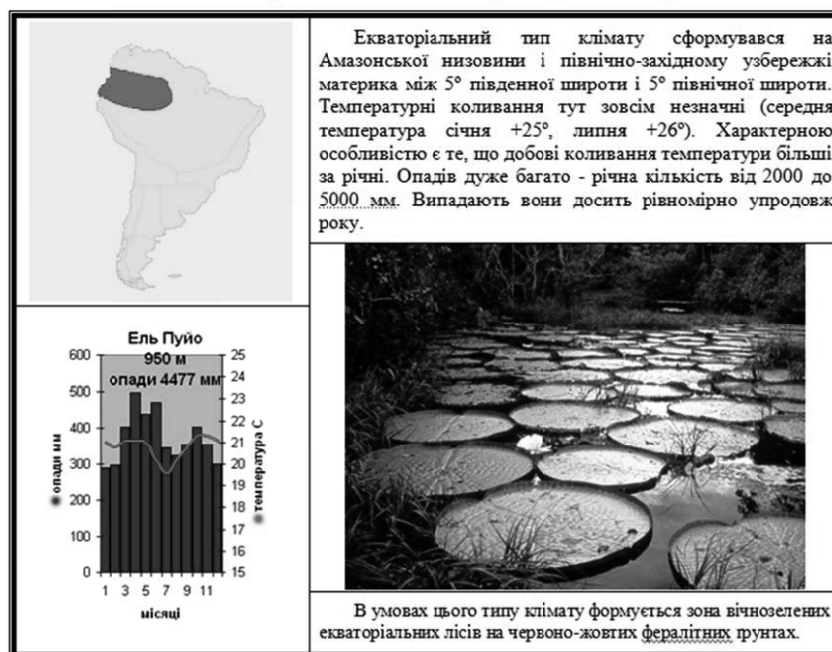 Екваторіальний тип клімату сформувався на
Амазонської низовини і північно-західному узбережжі
материка між 5° південної широти і 5° північної широти.
Температурні коливання тут зовсім незначні (середня
температура січня +25°, липня +26°). Характерною
особливістю є те, що добові коливання температури більші
за річні. Опадів дуже багато - річна кількість від 2000 до
5000 мм. Випадають вони досить рівномірно упродовж
року.
Ель Пуйо
950 м
опади 4477 мм
600
500
400
300
200
100
0
опади мм
25
24
23
22
21
20
19
18
17
16
15
температура С
1 3 5 7 9 11
місяці
В умовах цього типу клімату формується зона вічнозелених
екваторіальних лісів на червоно-жовтих фералітних ґрунтах.